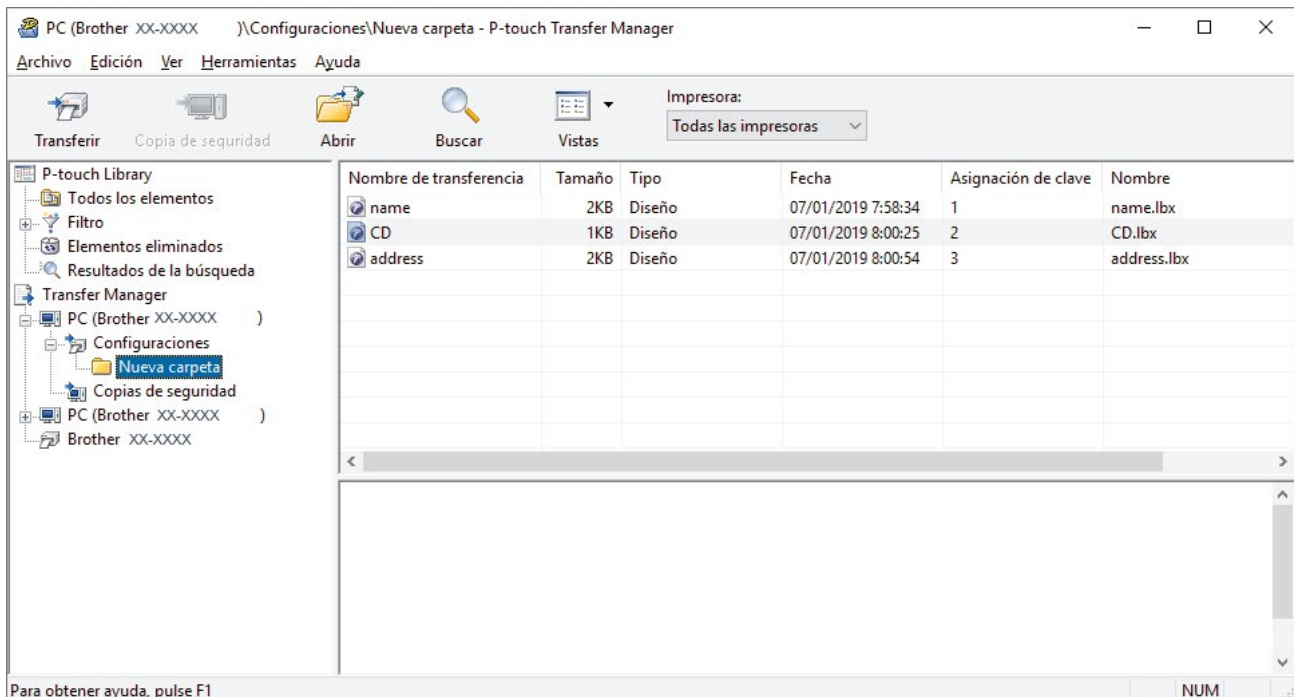 PC (Brother XX-XXXX )\Configuraciones\Nueva carpeta - P-touch Transfer Manager
Archivo Edición Ver Herramientas Ayuda
Transferir Copia de seguridad Abrir Buscar Vistas
Impresora:
Todas las impresoras
P-touch Library
Todos los elementos
Filtro
Elementos eliminados
Resultados de la búsqueda
Transfer Manager
PC (Brother XX-XXXX )
Configuraciones
Nueva carpeta
Copias de seguridad
PC (Brother XX-XXXX )
Brother XX-XXXX
Nombre de transferencia Tamaño Tipo Fecha Asignación de clave Nombre
name 2KB Diseño 07/01/2019 7:58:34 1 name.lbx
CD 1KB Diseño 07/01/2019 8:00:25 2 CD.lbx
address 2KB Diseño 07/01/2019 8:00:54 3 address.lbx
Para obtener ayuda, pulse F1
NUM